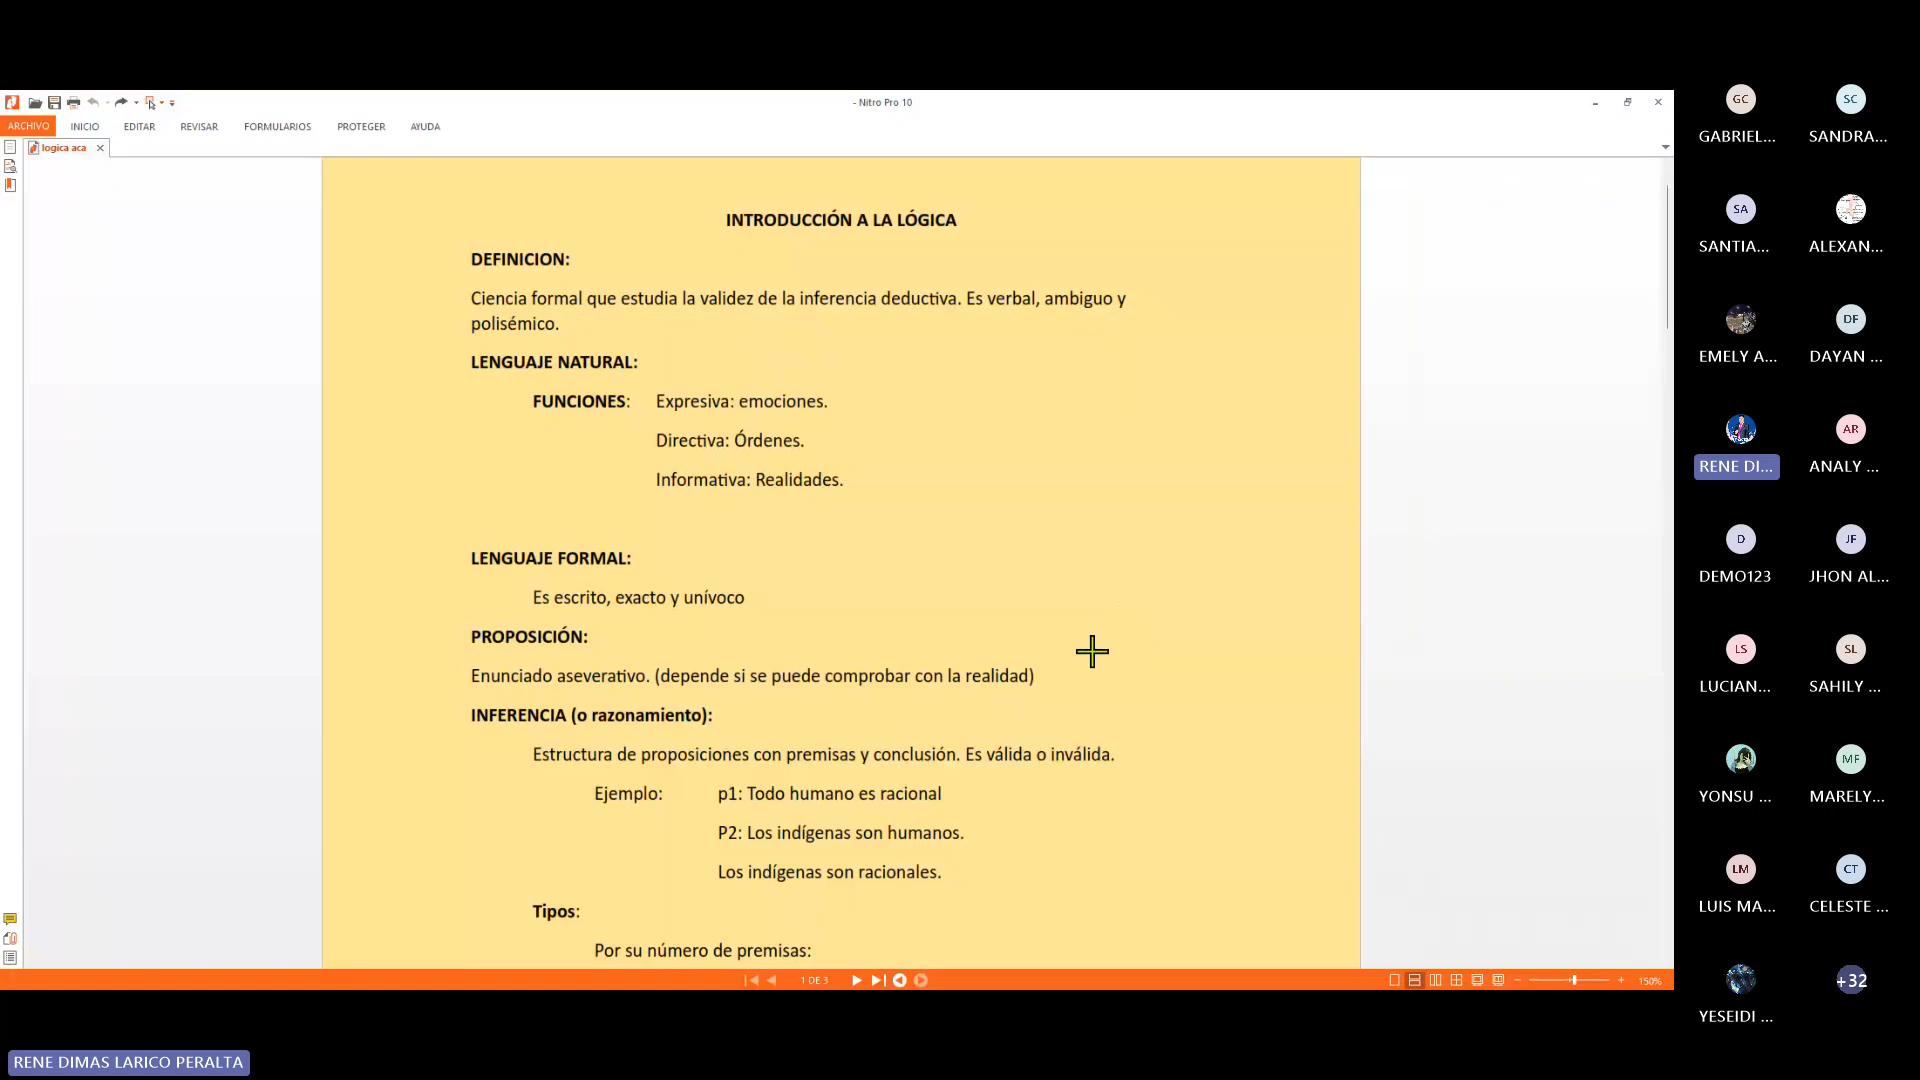 - Nitro Pro 10
ARCHIVO INICIO EDITAR REVISAR FORMULARIOS PROTEGER AYUDA
logica aca
INTRODUCCIÓN A LA LÓGICA
DEFINICION:
Ciencia formal que estudia la validez de la inferencia deductiva. Es verbal, ambiguo y
polisémico.
LENGUAJE NATURAL:
FUNCIONES: Expresiva: emociones.
Directiva: Órdenes.
Informativa: Realidades.
LENGUAJE FORMAL:
Es escrito, exacto y unívoco
PROPOSICIÓN:
Enunciado aseverativo. (depende si se puede comprobar con la realidad)
INFERENCIA (o razonamiento):
Estructura de proposiciones con premisas y conclusión. Es válida o inválida.
Ejemplo: p1: Todo humano es racional
P2: Los indígenas son humanos.
Los indígenas son racionales.
Tipos:
Por su número de premisas:
1 DE 3
150%
RENE DIMAS LARICO PERALTA
GC SC
GABRIEL... SANDRA...
SA
SANTIA... ALEXAN...
DF
EMELY A... DAYAN ...
AR
RENE DI... ANALY ...
D JF
DEMO123 JHON AL...
LS SL
LUCIAN... SAHILY ...
MF
YONSU ... MARELY...
LM CT
LUIS MA... CELESTE ...
+32
YESEIDI ...